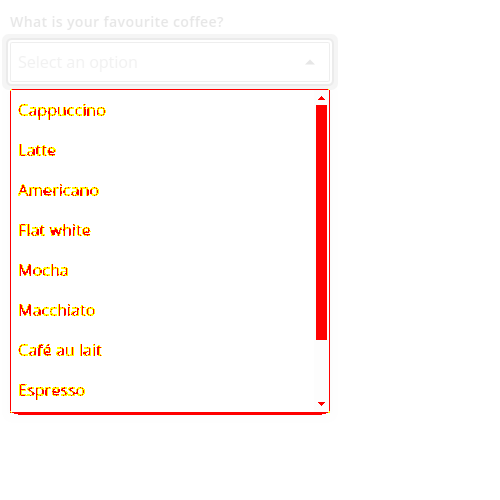 What is your favourite coffee?
Select an option
Cappuccino
Latte
Americano
Flat white
Mocha
Macchiato
Café au lait
Espresso